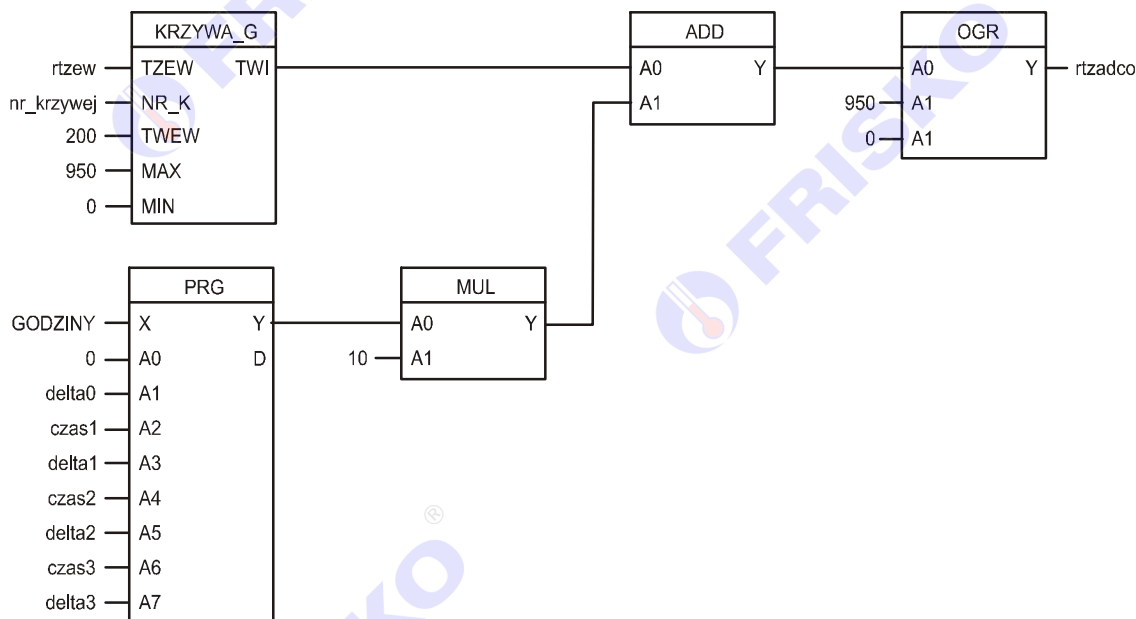 KRZYWA_G
rtzew TZEW TWI
nr_krzywej NR_K
200 TWEW
950 MAX
0 MIN
ADD
A0 Y
A1
OGR
A0 Y rtzadco
950 A1
0 A1
PRG
GODZINY X Y
0 A0 D
delta0 A1
czas1 A2
delta1 A3
czas2 A4
delta2 A5
czas3 A6
delta3 A7
MUL
A0 Y
10 A1
FRISKO
®